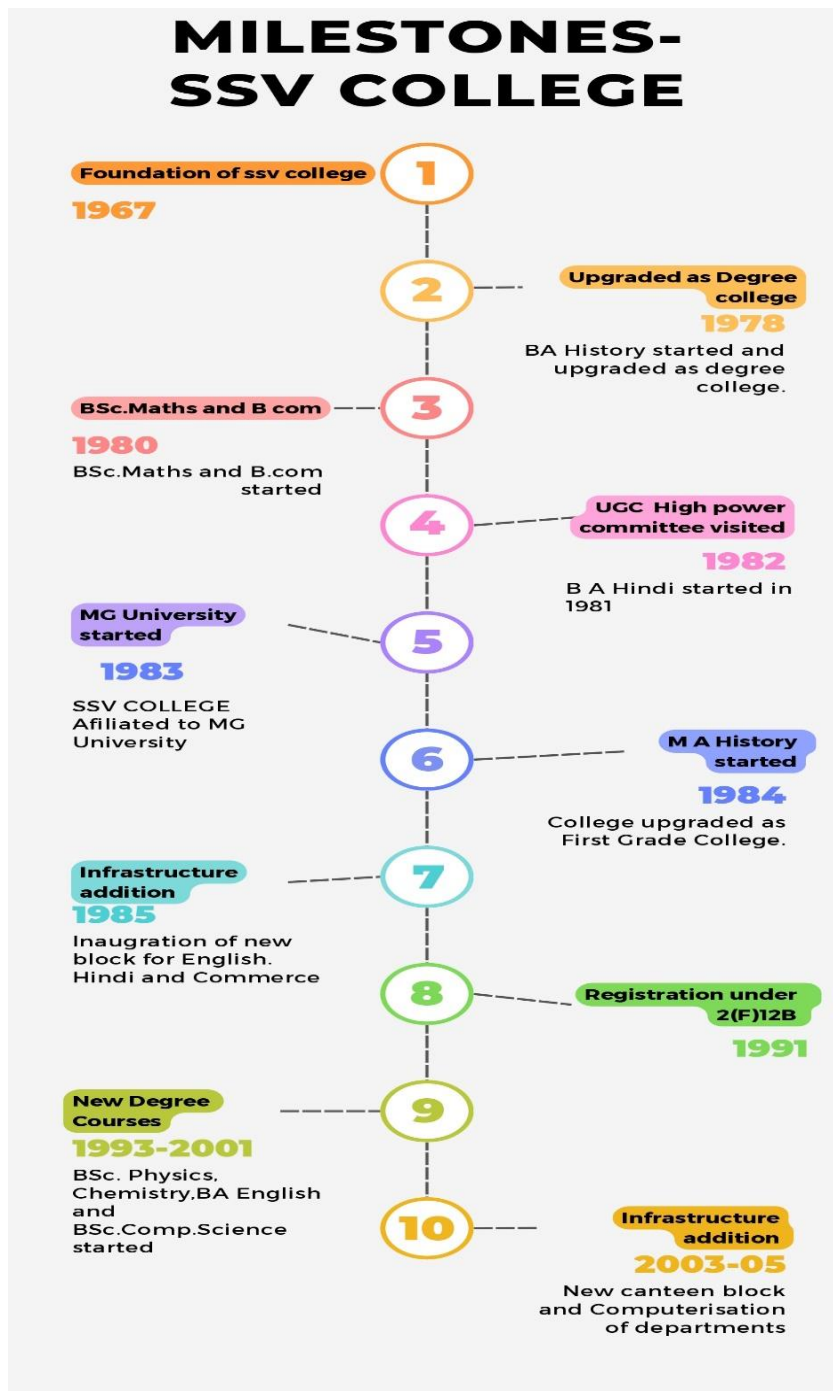 MILESTONES-
SSV COLLEGE
1
Foundation of ssv college
1967
2
Upgraded as Degree
college
1978
BA History started and
upgraded as degree
college.
3
BSc.Maths and B com
1980
BSc.Maths and B.com
started
4
UGC High power
committee visited
1982
B A Hindi started in
1981
5
MG University
started
1983
SSV COLLEGE
Afiliated to MG
University
6
M A History
started
1984
College upgraded as
First Grade College.
7
Infrastructure
addition
1985
Inaugration of new
block for English.
Hindi and Commerce
8
Registration under
2(F)12B
1991
9
New Degree
Courses
1993-2001
BSc. Physics,
Chemistry,BA English
and
BSc.Comp.Science
started
10
Infrastructure
addition
2003-05
New canteen block
and Computerisation
of departments